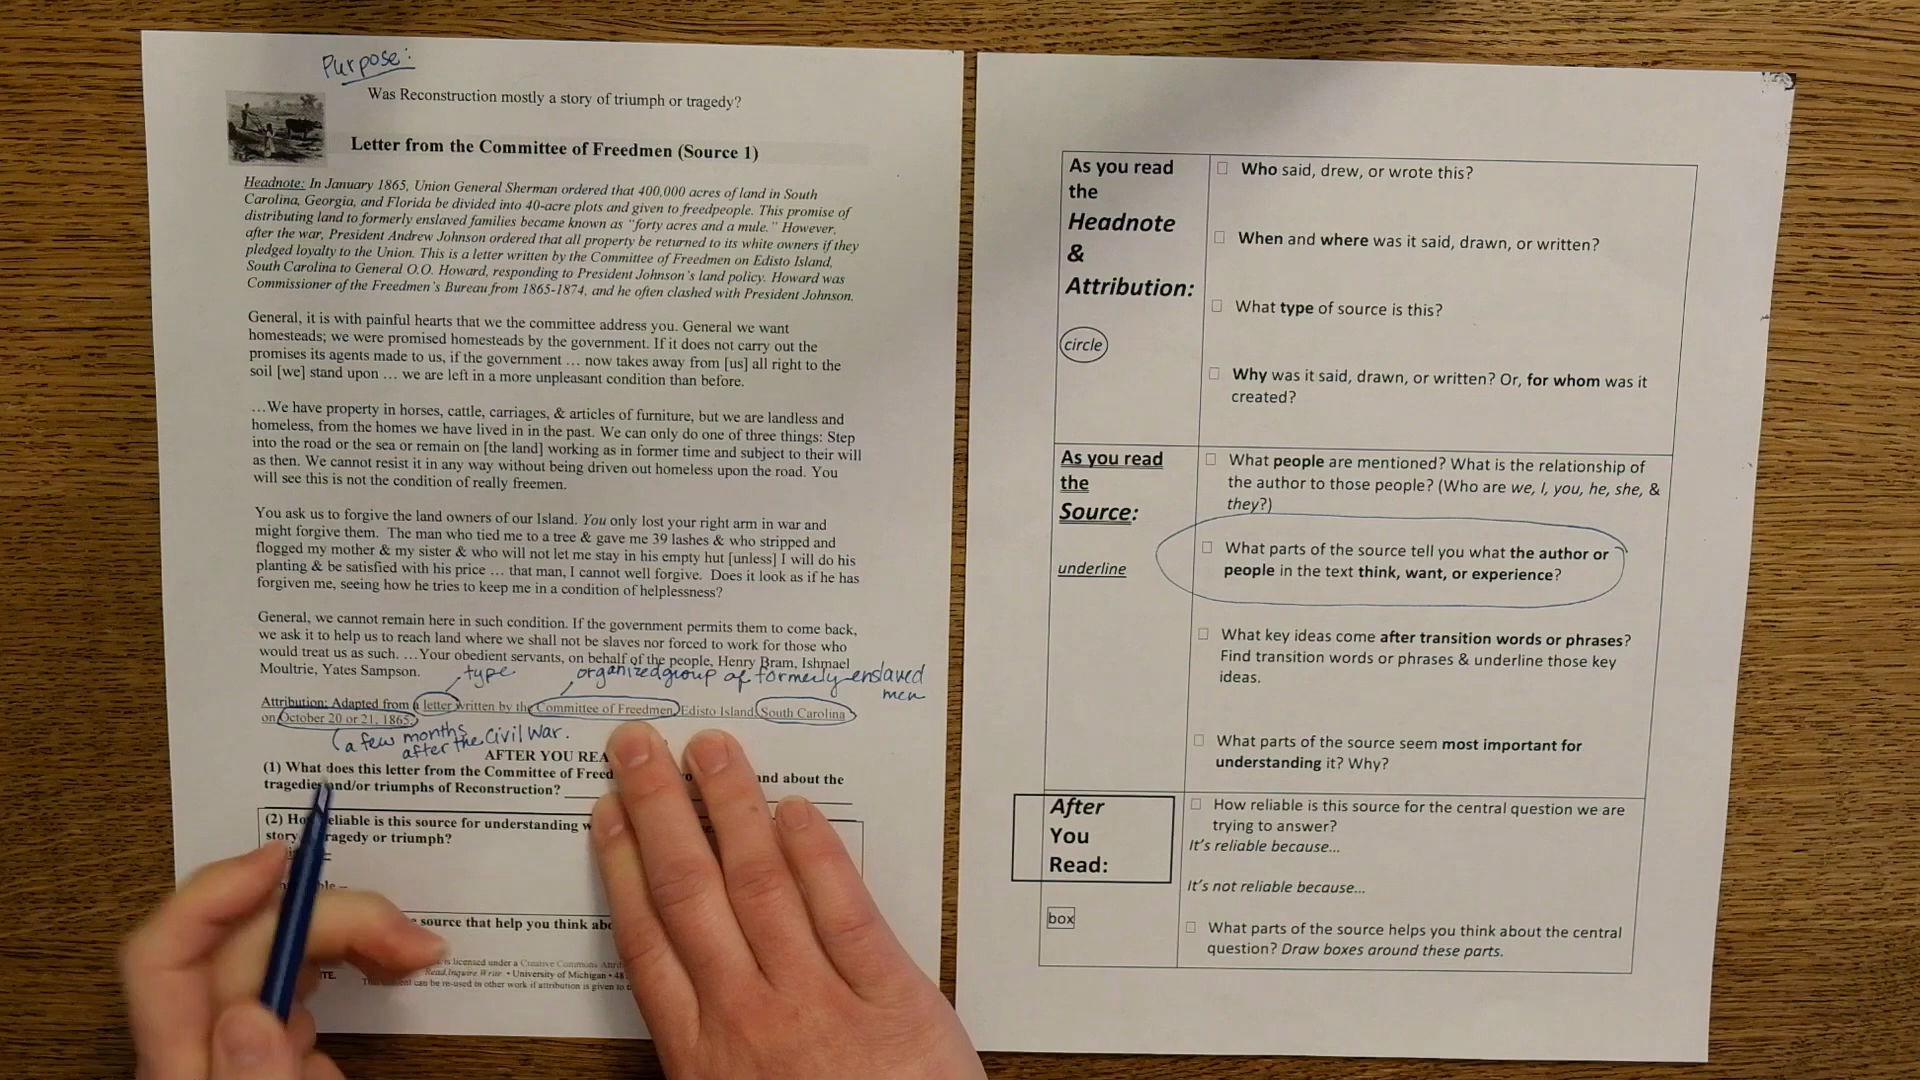 Purpose:
Was Reconstruction mostly a story of triumph or tragedy?
Letter from the Committee of Freedmen (Source 1)
Headnote: In January 1865, Union General Sherman ordered that 400,000 acres of land in South
Carolina, Georgia, and Florida be divided into 40-acre plots and given to freedpeople. This promise of
distributing land to formerly enslaved families became known as "forty acres and a mule." However,
after the war, President Andrew Johnson ordered that all property be returned to its white owners if they
pledged loyalty to the Union. This is a letter written by the Committee of Freedmen on Edisto Island,
South Carolina to General O.O. Howard, responding to President Johnson's land policy. Howard was
Commissioner of the Freedmen's Bureau from 1865-1874, and he often clashed with President Johnson.
General, it is with painful hearts that we the committee address you. General we want
homesteads; we were promised homesteads by the government. If it does not carry out the
promises its agents made to us, if the government … now takes away from [us] all right to the
soil [we] stand upon … we are left in a more unpleasant condition than before.
…We have property in horses, cattle, carriages, & articles of furniture, but we are landless and
homeless, from the homes we have lived in in the past. We can only do one of three things: Step
into the road or the sea or remain on [the land] working as in former time and subject to their will
as then. We cannot resist it in any way without being driven out homeless upon the road. You
will see this is not the condition of really freemen.
You ask us to forgive the land owners of our Island. You only lost your right arm in war and
might forgive them. The man who tied me to a tree & gave me 39 lashes & who stripped and
flogged my mother & my sister & who will not let me stay in his empty hut [unless] I will do his
planting & be satisfied with his price … that man, I cannot well forgive. Does it look as if he has
forgiven me, seeing how he tries to keep me in a condition of helplessness?
General, we cannot remain here in such condition. If the government permits them to come back,
we ask it to help us to reach land where we shall not be slaves nor forced to work for those who
would treat us as such. …Your obedient servants, on behalf of the people, Henry Bram, Ishmael
Moultrie, Yates Sampson.
type
organized group of formerly enslaved
men
Attribution: Adapted from a letter written by the Committee of Freedmen, Edisto Island, South Carolina
on October 20 or 21, 1865.
a few months
after the Civil War.
AFTER YOU REA
(1) What does this letter from the Committee of Freed and about the
tragedies and/or triumphs of Reconstruction?
(2) How reliable is this source for understanding w
story tragedy or triumph?
source that help you think abo
is licensed under a Creative Commons
Read.Inquire.Write. • University of Michigan •
can be re-used in other work if attribution is given to
As you read
the
Headnote
&
Attribution:
circle
Who said, drew, or wrote this?
When and where was it said, drawn, or written?
What type of source is this?
Why was it said, drawn, or written? Or, for whom was it
created?
As you read
the
Source:
underline
What people are mentioned? What is the relationship of
the author to those people? (Who are we, I, you, he, she, &
they?)
What parts of the source tell you what the author or
people in the text think, want, or experience?
What key ideas come after transition words or phrases?
Find transition words or phrases & underline those key
ideas.
What parts of the source seem most important for
understanding it? Why?
After
You
Read:
box
How reliable is this source for the central question we are
trying to answer?
It's reliable because…
It's not reliable because…
What parts of the source helps you think about the central
question? Draw boxes around these parts.